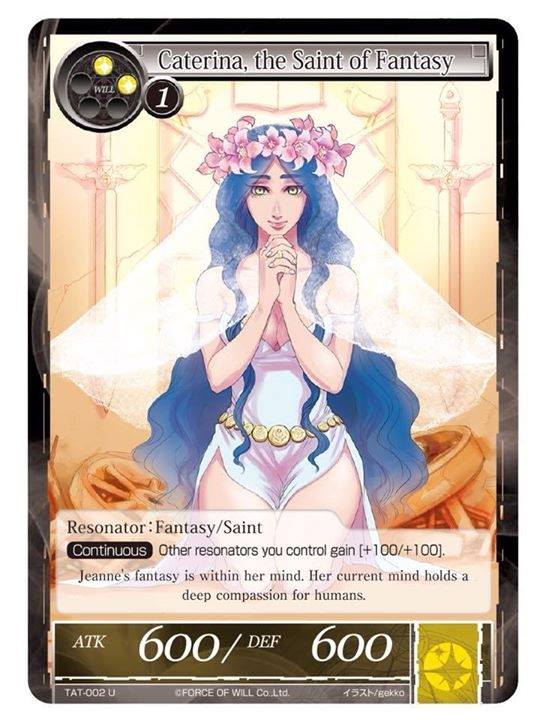 Caterina, the Saint of Fantasy
WILL
1
Resonator:Fantasy/Saint
Continuous Other resonators you control gain [+100/+100].
Jeanne's fantasy is within her mind. Her current mind holds a
deep compassion for humans.
ATK 600/ DEF 600
TAT-002 U ©FORCE OF WILL Co.,Ltd. イラスト/gekko